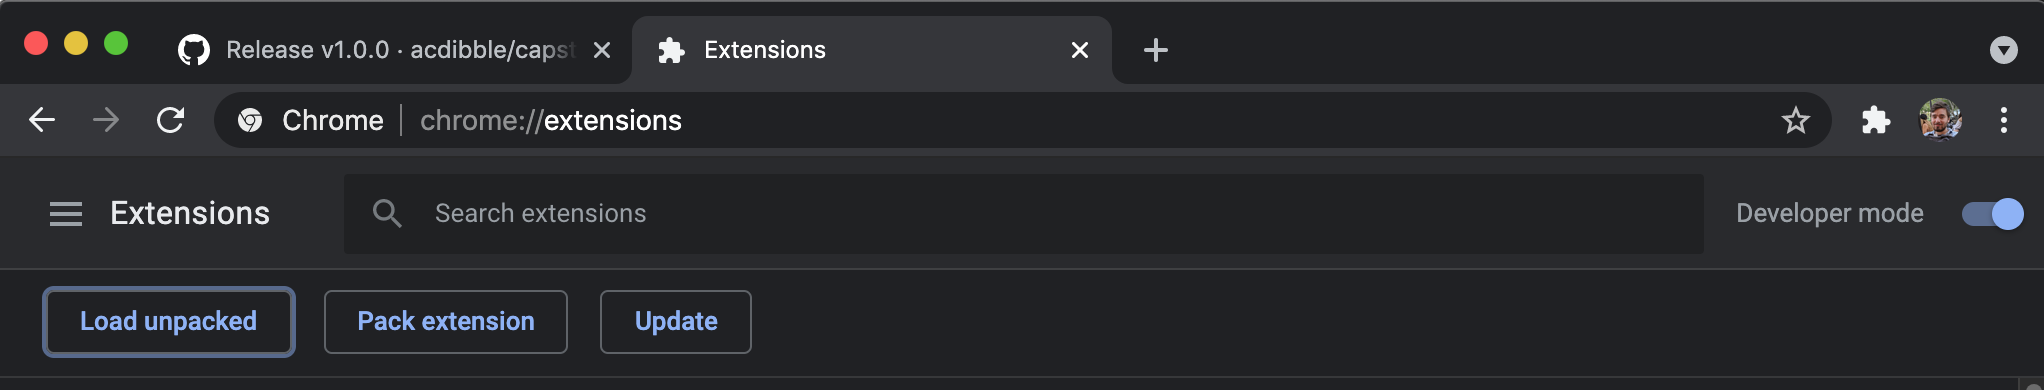 Release v1.0.0 · acdibble/capst
Extensions
Chrome | chrome://extensions
Extensions
Search extensions
Developer mode
Load unpacked
Pack extension
Update